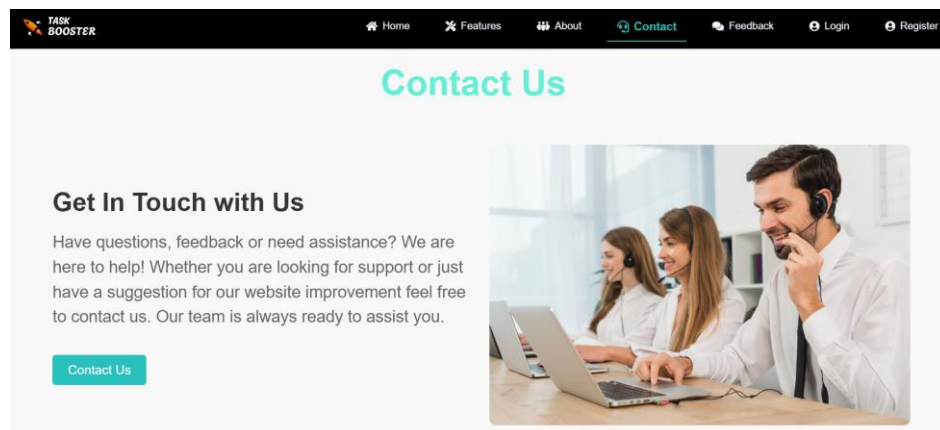 TASK
BOOSTER
Home Features About Contact Feedback Login Register
Contact Us
Get In Touch with Us
Have questions, feedback or need assistance? We are
here to help! Whether you are looking for support or just
have a suggestion for our website improvement feel free
to contact us. Our team is always ready to assist you.
Contact Us